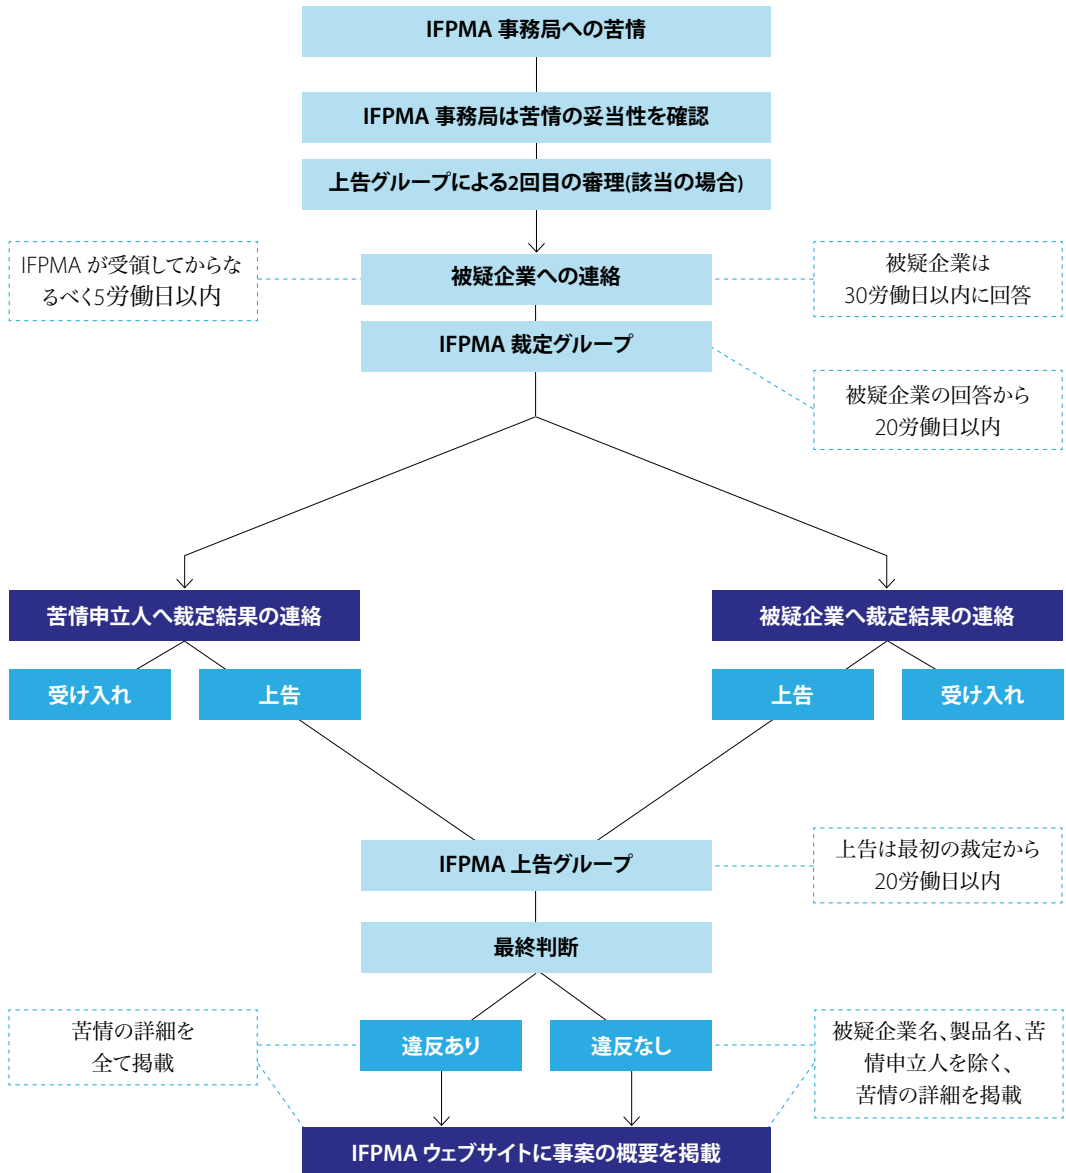 IFPMA 事務局への苦情
IFPMA 事務局は苦情の妥当性を確認
上告グループによる2回目の審理(該当の場合)
IFPMA が受領してからな
るべく5労働日以内
被疑企業への連絡
被疑企業は
30労働日以内に回答
IFPMA 裁定グループ
被疑企業の回答から
20労働日以内
苦情申立人へ裁定結果の連絡
被疑企業へ裁定結果の連絡
受け入れ
上告
上告
受け入れ
IFPMA 上告グループ
上告は最初の裁定から
20労働日以内
最終判断
苦情の詳細を
全て掲載
違反あり
違反なし
被疑企業名、製品名、苦
情申立人を除く、
苦情の詳細を掲載
IFPMA ウェブサイトに事案の概要を掲載